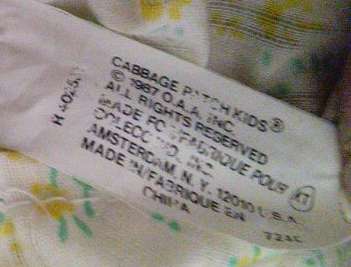 CABBAGE PATCH KIDS®
© 1987 O.A.A. INC.
ALL RIGHTS RESERVED
MADE FOR/FABRIQUE POUR
COLECO IND. INC.
AMSTERDAM, N.Y. 12010 U.S.A.
MADE IN/FABRIQUE EN
CHINA